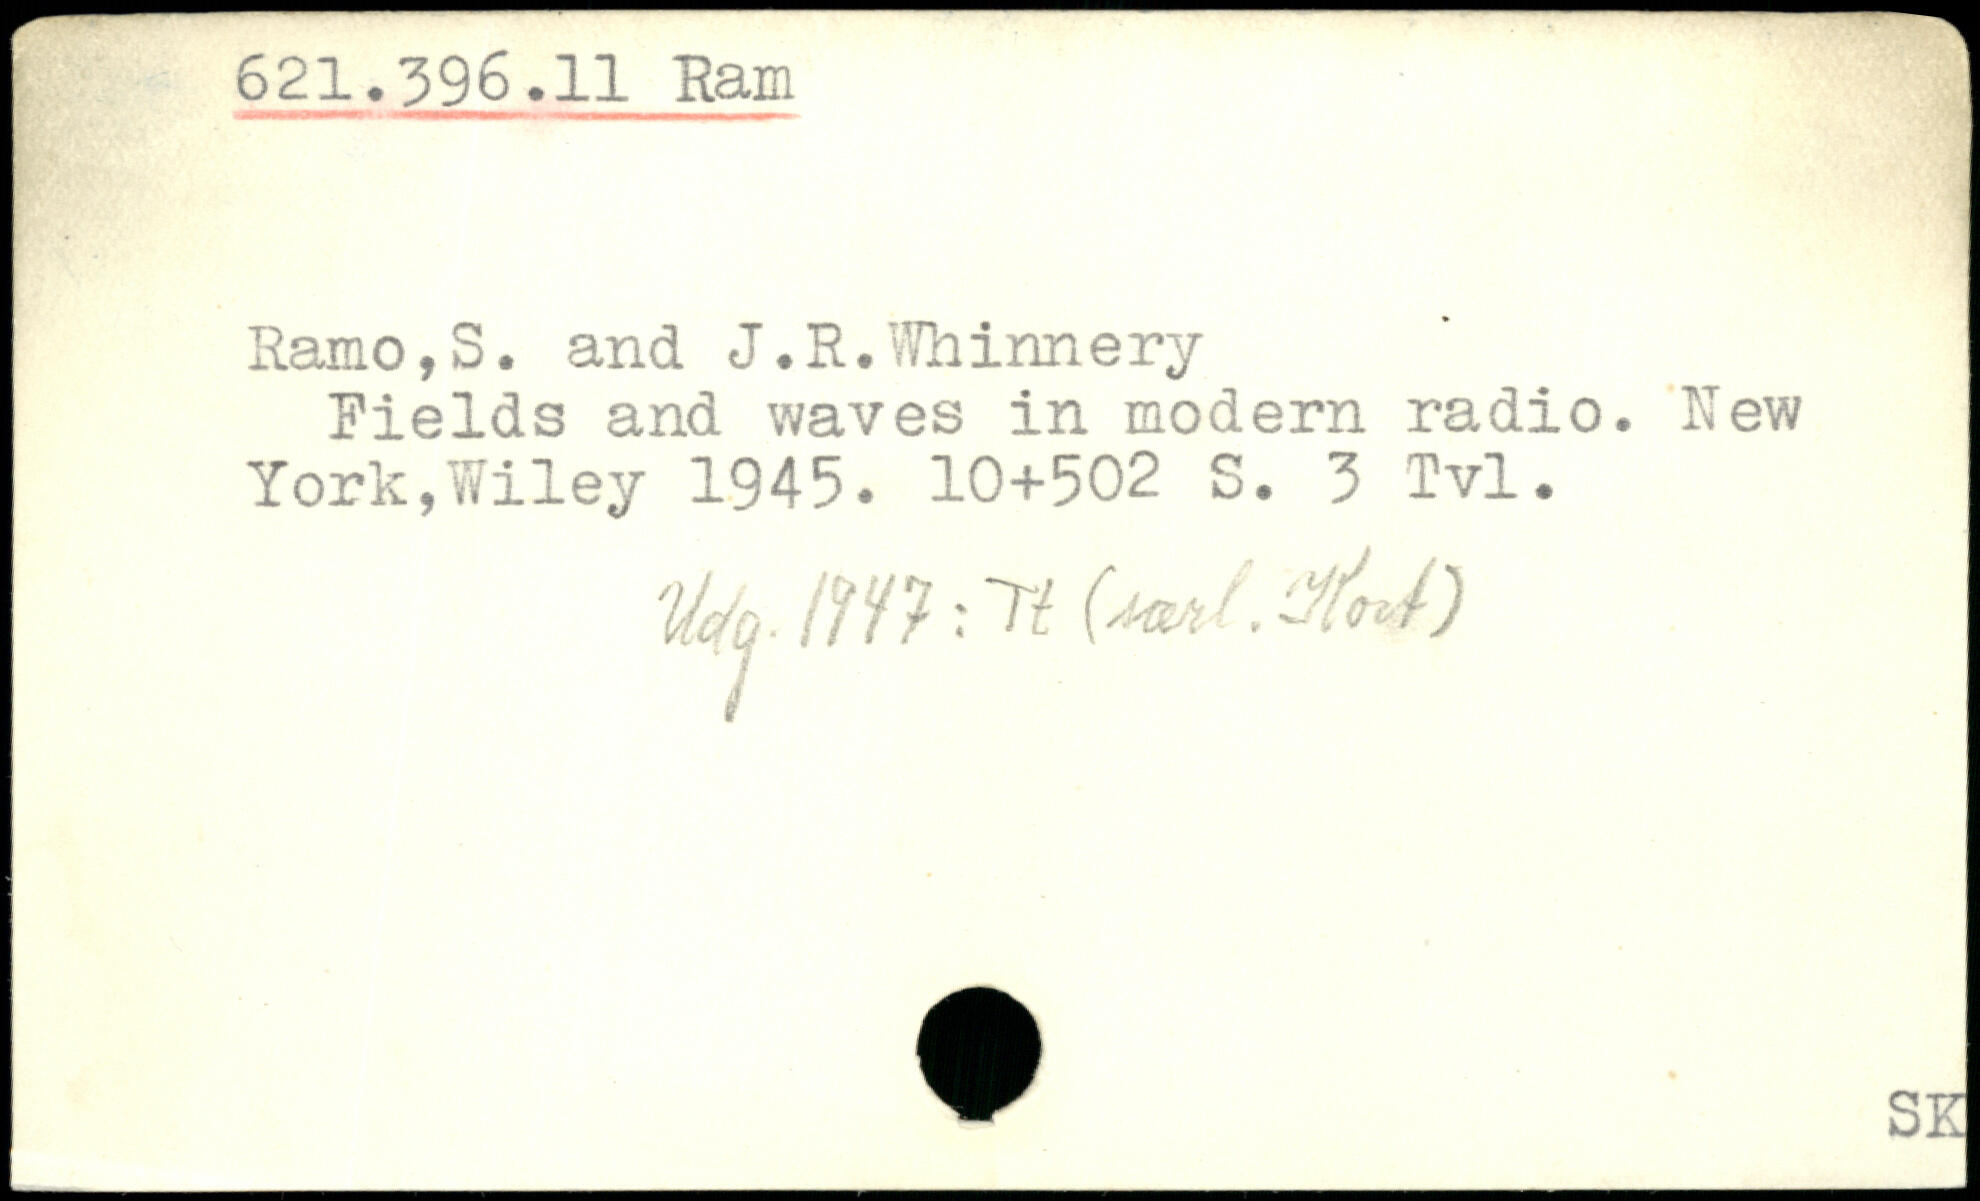 621.396.11 Ram
Ramo,S. and J.R.Whinnery
Fields and waves in modern radio. New
York,Wiley 1945. 10+502 S. 3 Tvl.
Udg. 1947: Tt (særl. Kort)
SK